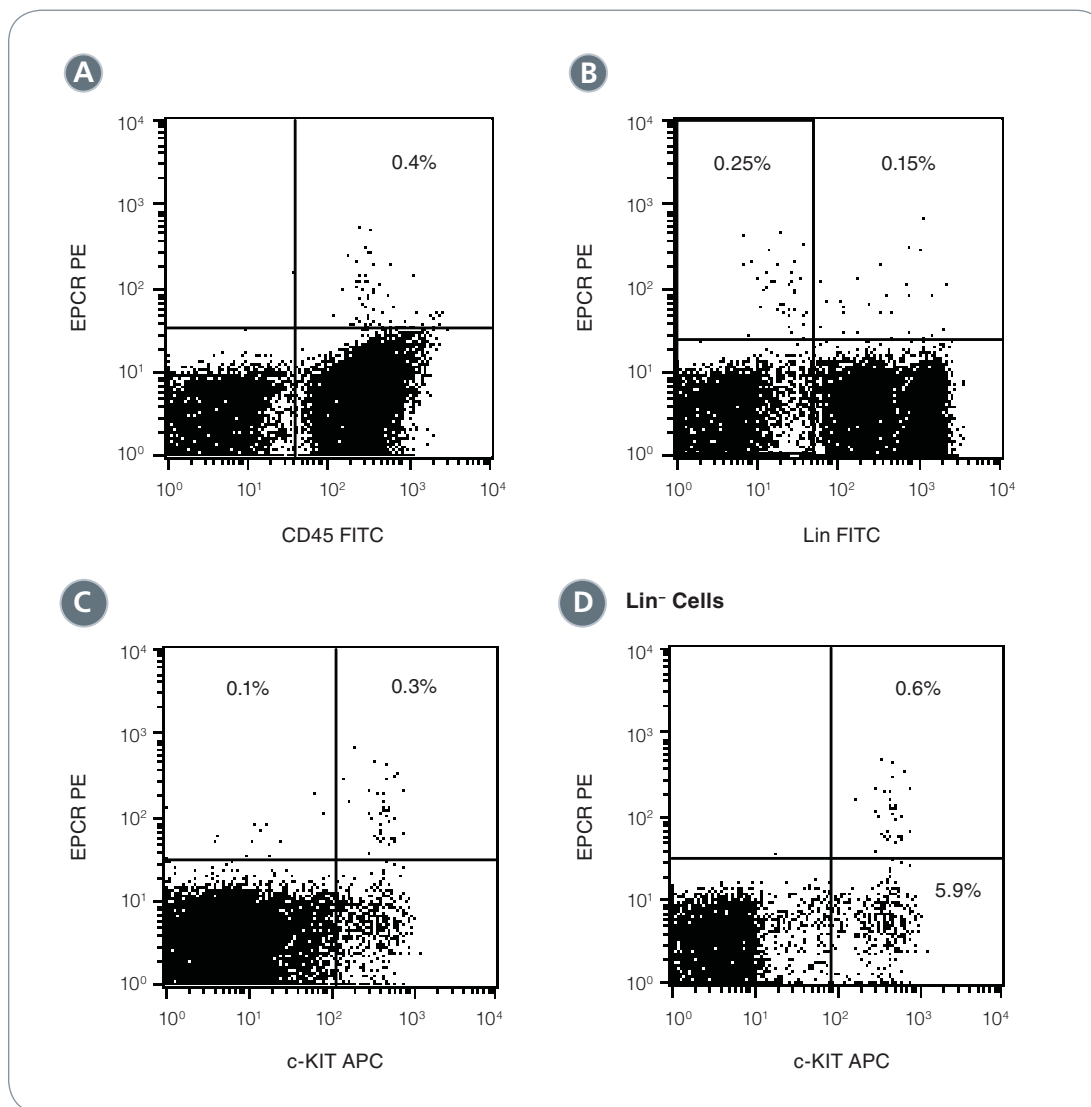 A
10⁴
10³
10²
10¹
10⁰
EPCR PE
0.4%
10⁰ 10¹ 10² 10³ 10⁴
CD45 FITC
B
10⁴
10³
10²
10¹
10⁰
EPCR PE
0.25% 0.15%
10⁰ 10¹ 10² 10³ 10⁴
Lin FITC
C
10⁴
10³
10²
10¹
10⁰
EPCR PE
0.1% 0.3%
10⁰ 10¹ 10² 10³ 10⁴
c-KIT APC
D Lin⁻ Cells
10⁴
10³
10²
10¹
10⁰
EPCR PE
0.6%
5.9%
10⁰ 10¹ 10² 10³ 10⁴
c-KIT APC